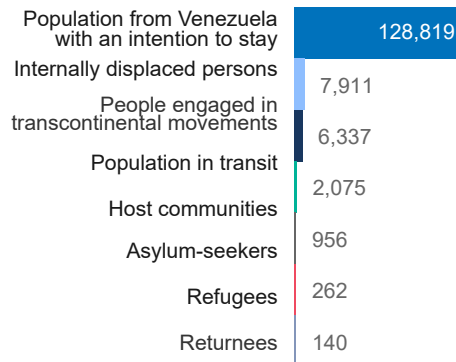 Population from Venezuela
with an intention to stay
128,819
Internally displaced persons
7,911
People engaged in
transcontinental movements
6,337
Population in transit
2,075
Host communities
956
Asylum-seekers
262
Refugees
140
Returnees